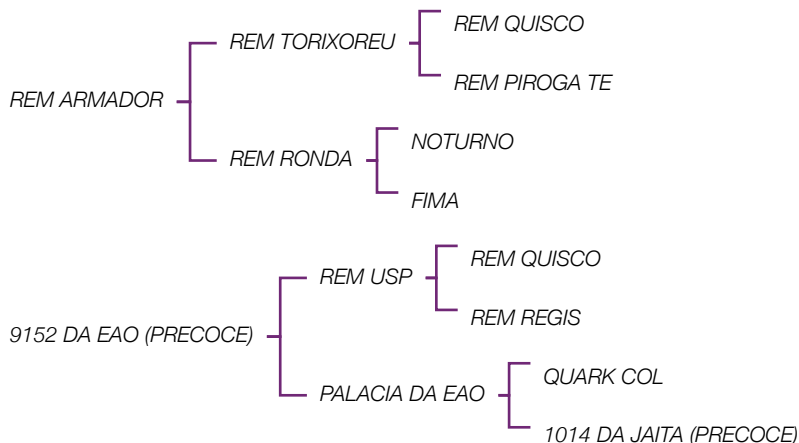 REM QUISCO
REM TORIXOREU
REM PIROGA TE
REM ARMADOR
NOTURNO
REM RONDA
FIMA
REM QUISCO
REM USP
REM REGIS
9152 DA EAO (PRECOCE)
QUARK COL
PALACIA DA EAO
1014 DA JAITA (PRECOCE)